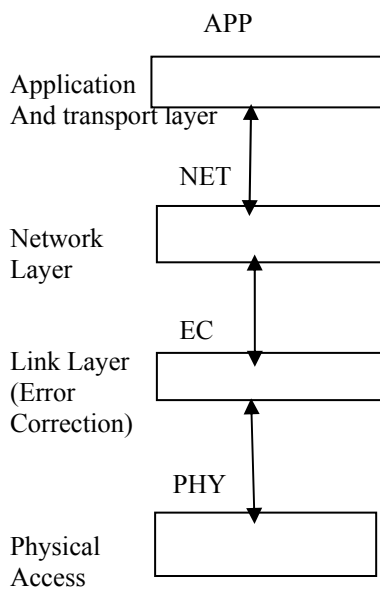 APP
Application
And transport layer
NET
Network
Layer
EC
Link Layer
(Error
Correction)
PHY
Physical
Access